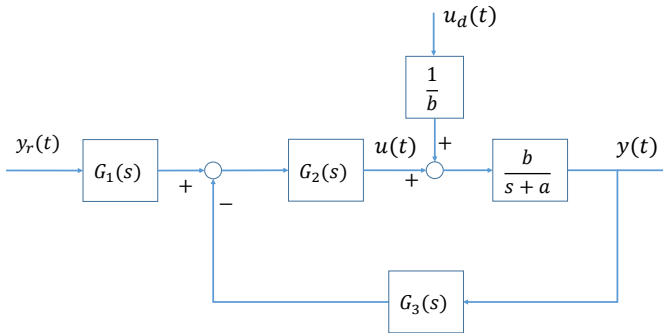 u_d(t)
1
b
+
y_r(t)
G_1(s)
+
−
G_2(s)
u(t)
+
b
s + a
y(t)
G_3(s)